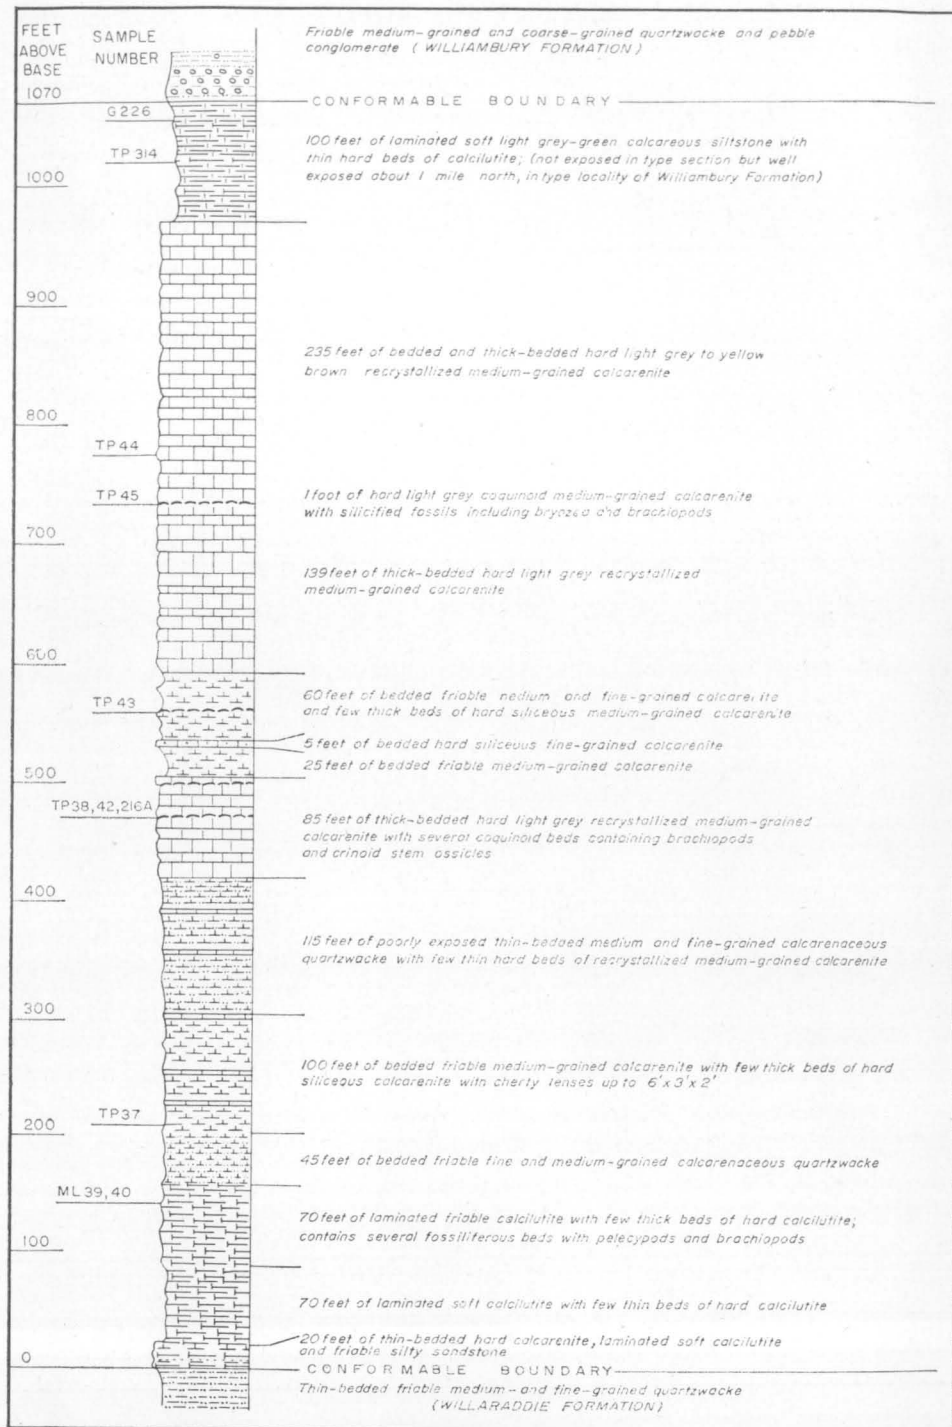 FEET
ABOVE
BASE
SAMPLE
NUMBER
Friable medium-grained and coarse-grained quartzwacke and pebble
conglomerate (WILLIAMBURY FORMATION)
1070
CONFORMABLE BOUNDARY
G226
100 feet of laminated soft light grey-green calcareous siltstone with
thin hard beds of calcilutite; (not exposed in type section but well
exposed about 1 mile north, in type locality of Williambury Formation)
TP 314
1000
900
235 feet of bedded and thick-bedded hard light grey to yellow
brown recrystallized medium-grained calcarenite
800
TP44
TP45
1 foot of hard light grey coquinoid medium-grained calcarenite
with silicified fossils including bryozoa and brachiopods
700
139 feet of thick-bedded hard light grey recrystallized
medium-grained calcarenite
600
60 feet of bedded friable medium and fine-grained calcarenite
and few thick beds of hard siliceous medium-grained calcarenite
TP 43
5 feet of bedded hard siliceous fine-grained calcarenite
25 feet of bedded friable medium-grained calcarenite
500
TP38,42,216A
85 feet of thick-bedded hard light grey recrystallized medium-grained
calcarenite with several coquinoid beds containing brachiopods
and crinoid stem ossicles
400
115 feet of poorly exposed thin-bedded medium and fine-grained calcarenaceous
quartzwacke with few thin hard beds of recrystallized medium-grained calcarenite
300
100 feet of bedded friable medium-grained calcarenite with few thick beds of hard
siliceous calcarenite with cherty lenses up to 6'x3'x2'
TP37
200
45 feet of bedded friable fine and medium-grained calcarenaceous quartzwacke
ML39,40
70 feet of laminated friable calcilutite with few thick beds of hard calcilutite;
contains several fossiliferous beds with pelecypods and brachiopods
100
70 feet of laminated soft calcilutite with few thin beds of hard calcilutite
20 feet of thin-bedded hard calcarenite, laminated soft calcilutite
and friable silty sandstone
0
CONFORMABLE BOUNDARY
Thin-bedded friable medium- and fine-grained quartzwacke
(WILLARADDIE FORMATION)